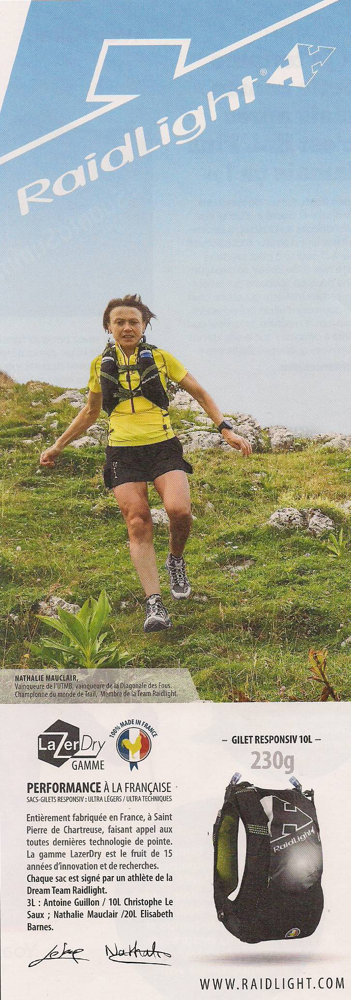 RaidLight®
RaidLight
NATHALIE MAUCLAIR,
Vainqueure de l'UTMB, vainqueure de la Diagonale des Fous.
Championne du monde de Trail, Membre de la Team Raidlight.
LaZerDry
GAMME
100% MADE IN FRANCE
PERFORMANCE À LA FRANÇAISE
SACS-GILETS RESPONSIV : ULTRA LÉGERS / ULTRA TECHNIQUES
Entièrement fabriquée en France, à Saint
Pierre de Chartreuse, faisant appel aux
toutes dernières technologie de pointe.
La gamme LazerDry est le fruit de 15
années d'innovation et de recherches.
Chaque sac est signé par un athlète de la
Dream Team Raidlight.
3L : Antoine Guillon / 10L Christophe Le
Saux ; Nathalie Mauclair /20L Elisabeth
Barnes.
Nathalie
– GILET RESPONSIV 10L –
230g
RaidLight
WWW.RAIDLIGHT.COM